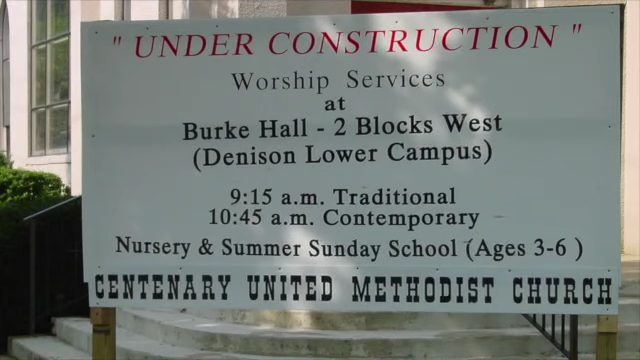 " UNDER CONSTRUCTION "
Worship Services
at
Burke Hall - 2 Blocks West
(Denison Lower Campus)
9:15 a.m. Traditional
10:45 a.m. Contemporary
Nursery & Summer Sunday School (Ages 3-6 )
CENTENARY UNITED METHODIST CHURCH